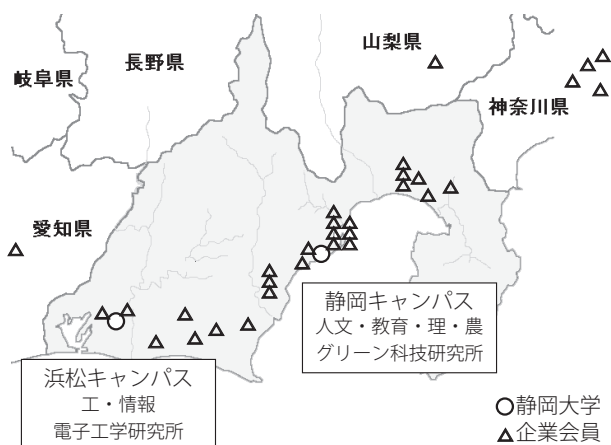 山梨県
長野県
岐阜県
神奈川県
愛知県
静岡キャンパス
人文・教育・理・農
グリーン科技研究所
浜松キャンパス
工・情報
電子工学研究所
静岡大学
企業会員